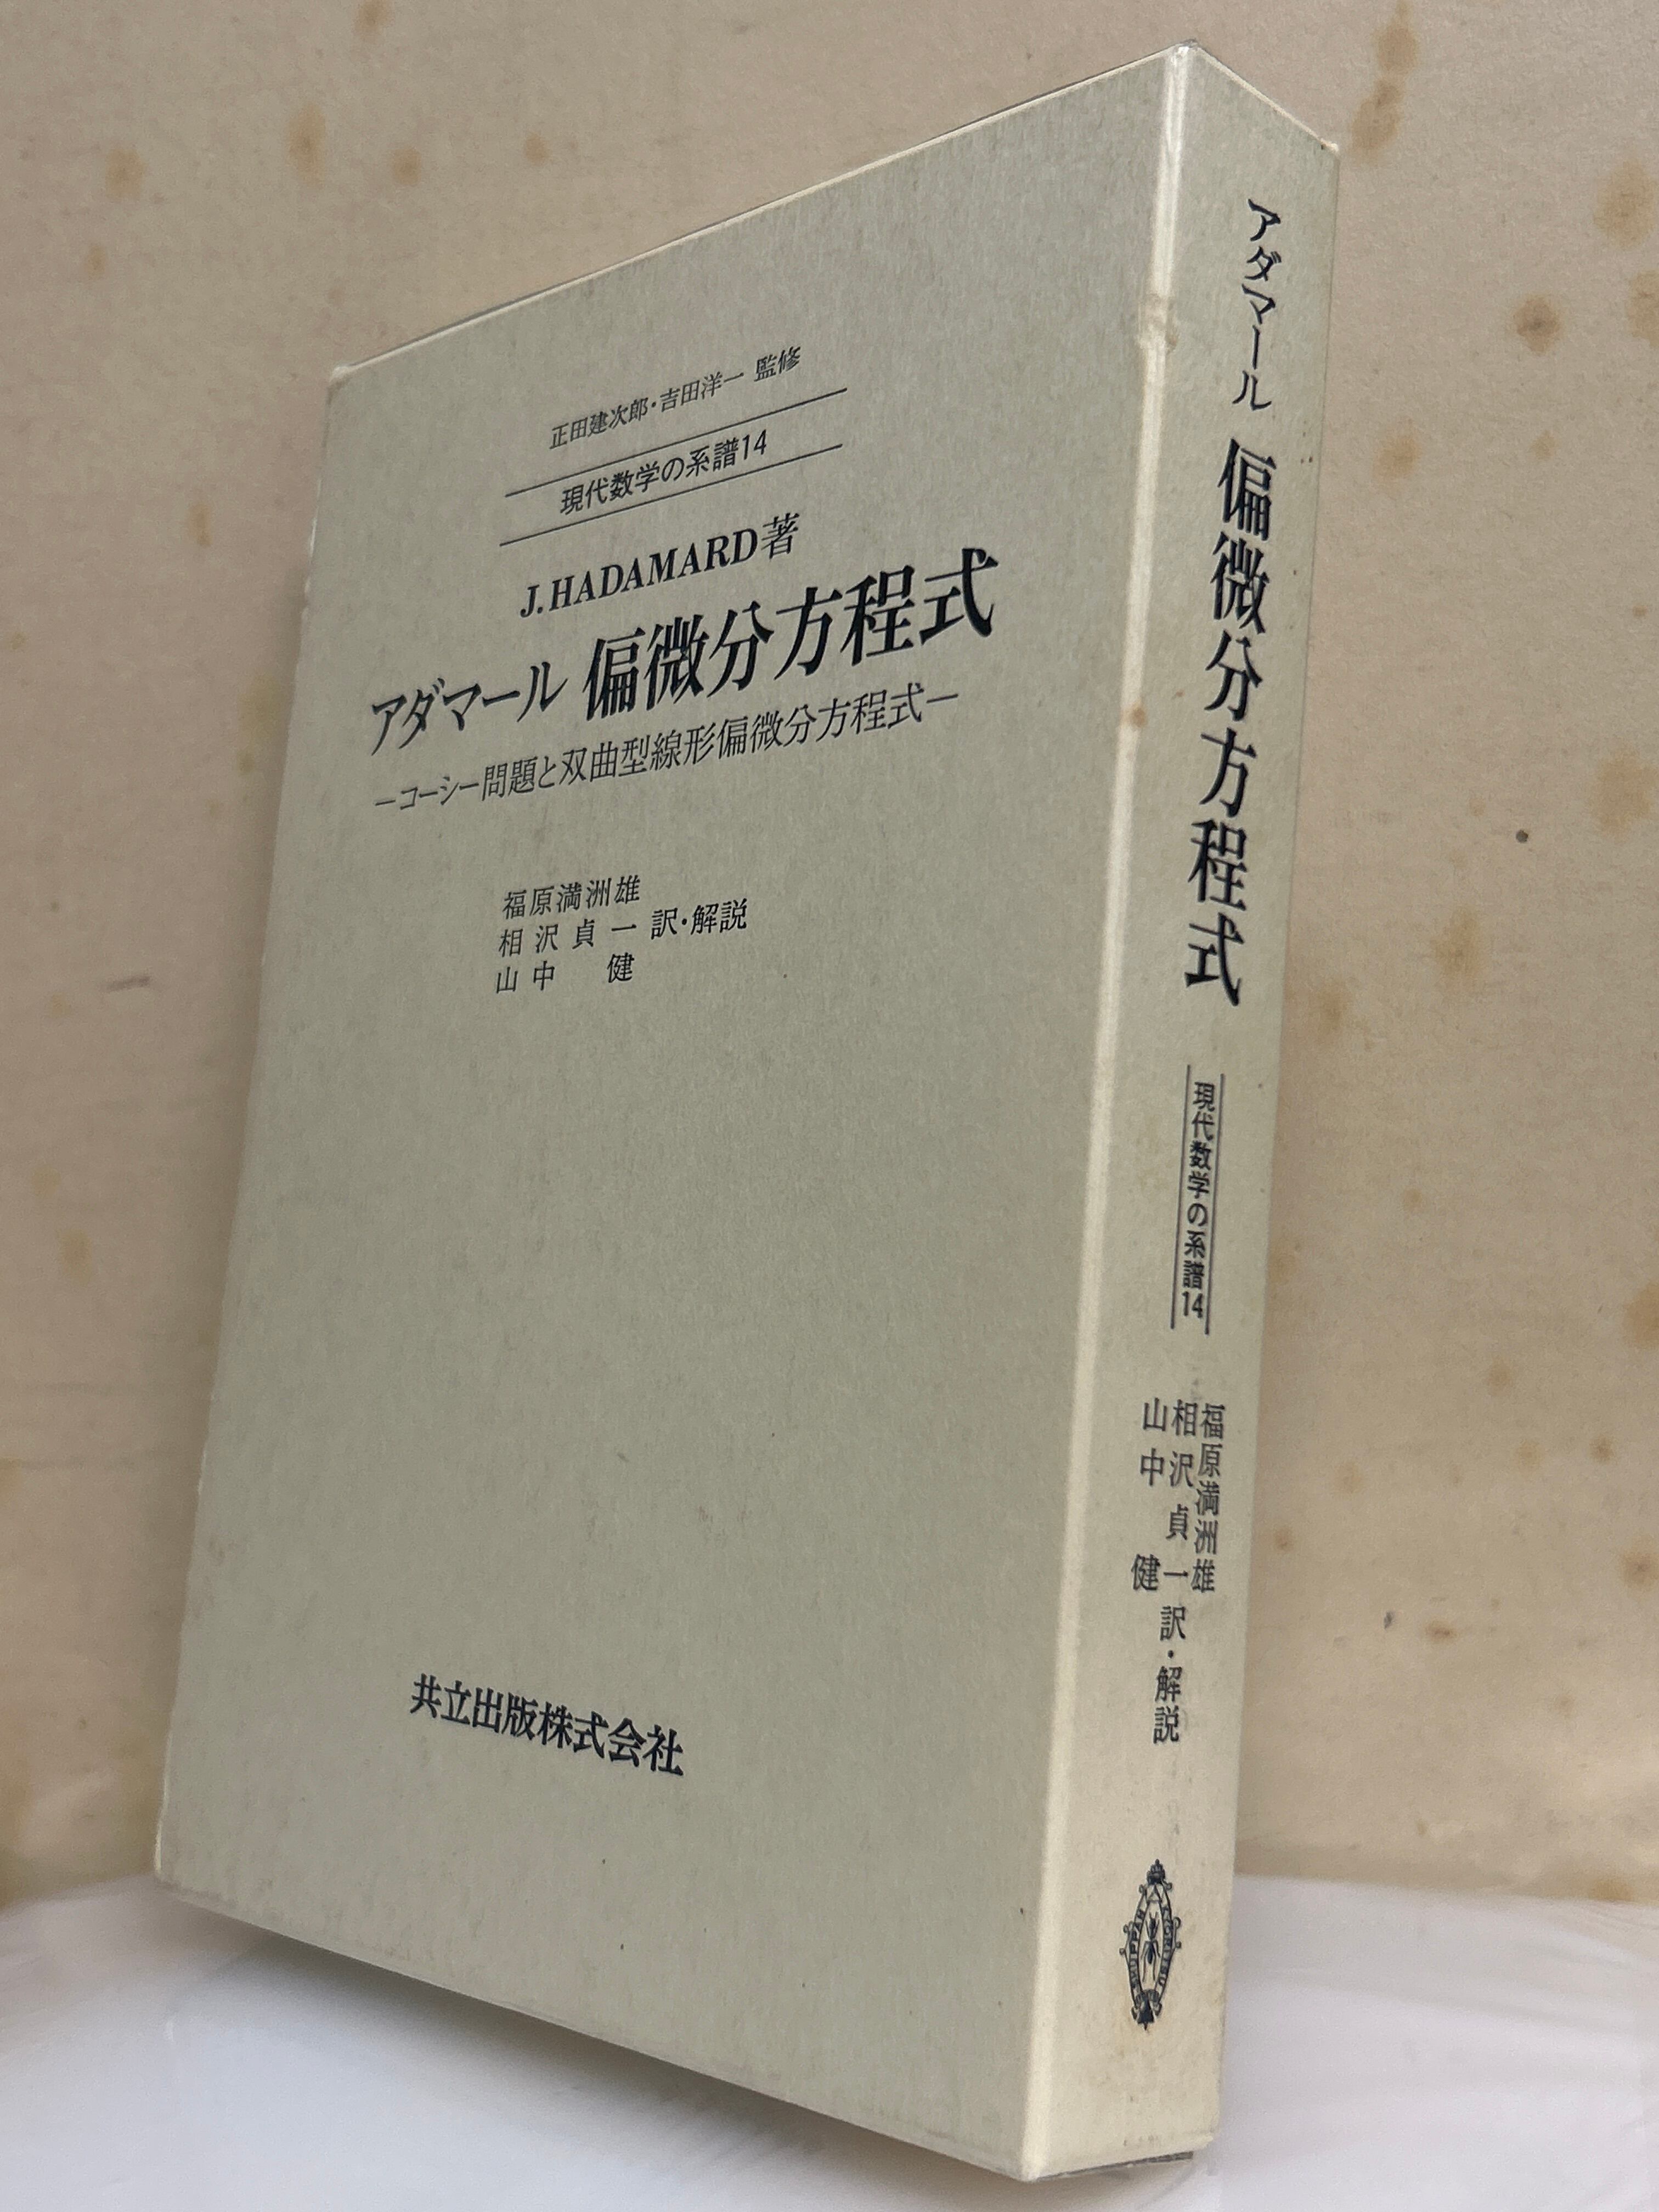 正田建次郎・吉田洋一 監修
現代数学の系譜14
J.HADAMARD著
アダマール 偏微分方程式
―コーシー問題と双曲型線形偏微分方程式―
福原満洲雄
相沢貞一 訳・解説
山中 健
共立出版株式会社
アダマール 偏微分方程式
現代数学の系譜14
福原満洲雄
相沢貞一 訳・解説
山中 健